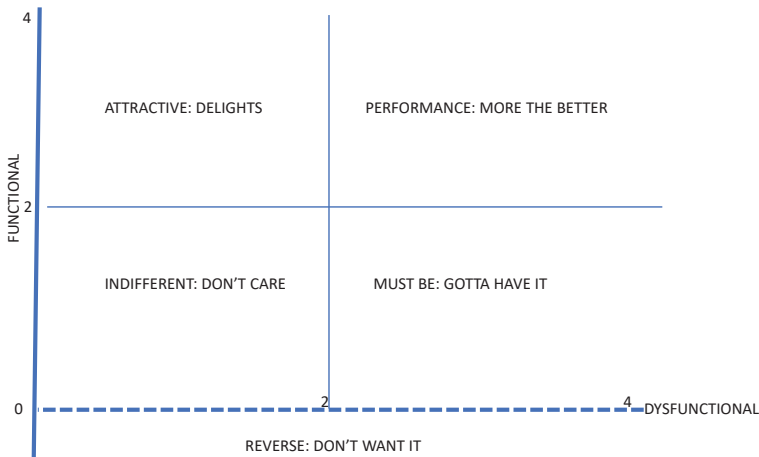 4
ATTRACTIVE: DELIGHTS
PERFORMANCE: MORE THE BETTER
FUNCTIONAL
2
INDIFFERENT: DON’T CARE
MUST BE: GOTTA HAVE IT
0
2
4
DYSFUNCTIONAL
REVERSE: DON’T WANT IT